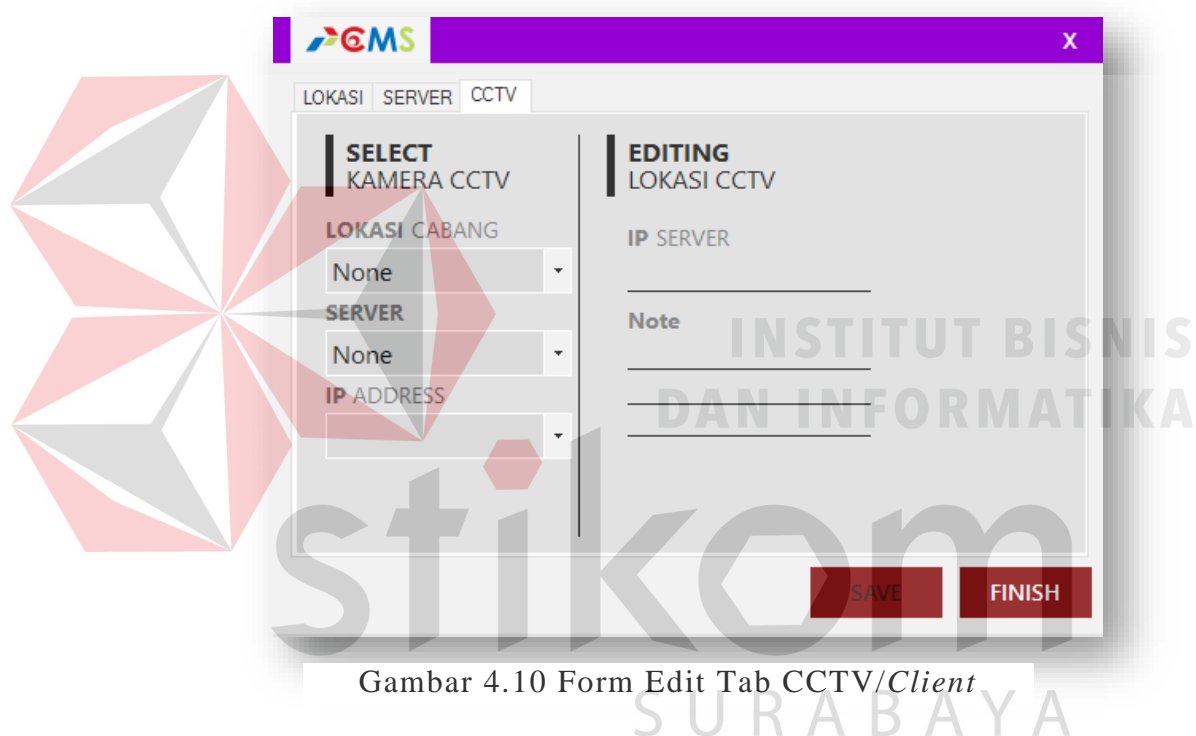 CMS
X
LOKASI SERVER CCTV
SELECT
KAMERA CCTV
LOKASI CABANG
None
SERVER
None
IP ADDRESS
EDITING
LOKASI CCTV
IP SERVER
Note
SAVE FINISH
INSTITUT BISNIS
DAN INFORMATIKA
stikom
SURABAYA
Gambar 4.10 Form Edit Tab CCTV/Client